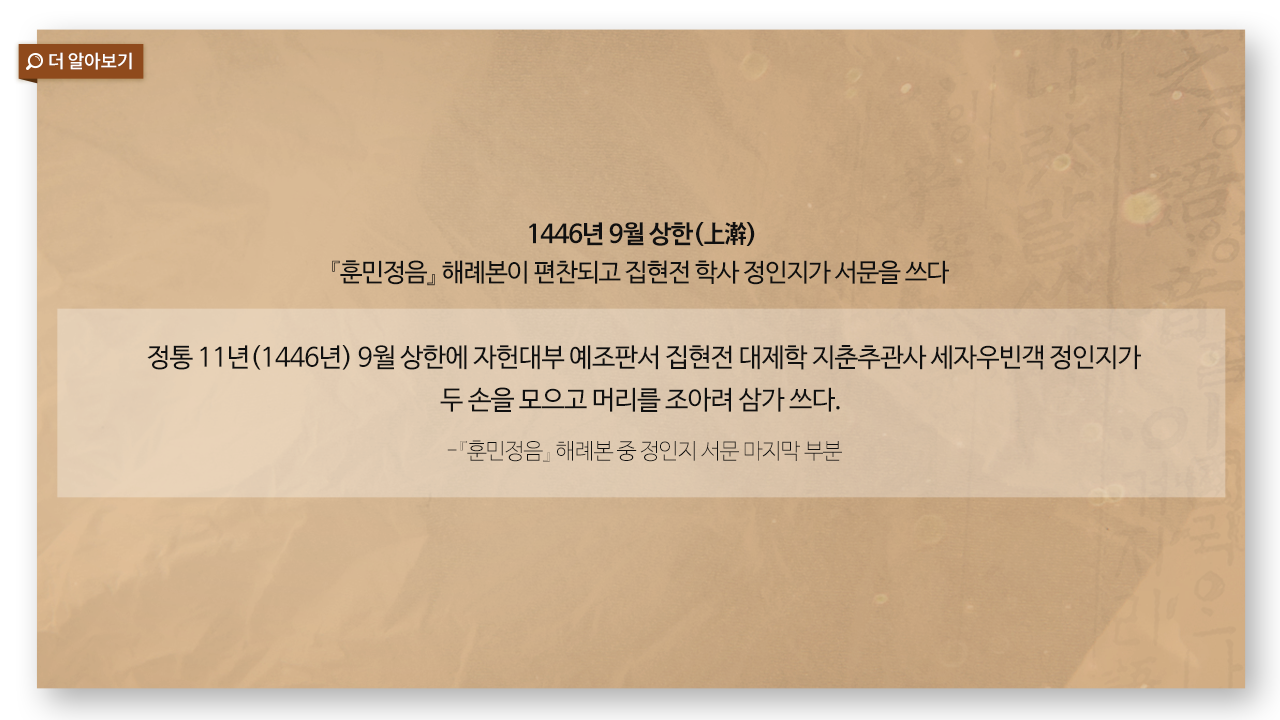 더 알아보기
1446년 9월 상한(上澣)
『훈민정음』 해례본이 편찬되고 집현전 학사 정인지가 서문을 쓰다
정통 11년(1446년) 9월 상한에 자헌대부 예조판서 집현전 대제학 지춘추관사 세자우빈객 정인지가
두 손을 모으고 머리를 조아려 삼가 쓰다.
-『훈민정음』 해례본 중 정인지 서문 마지막 부분